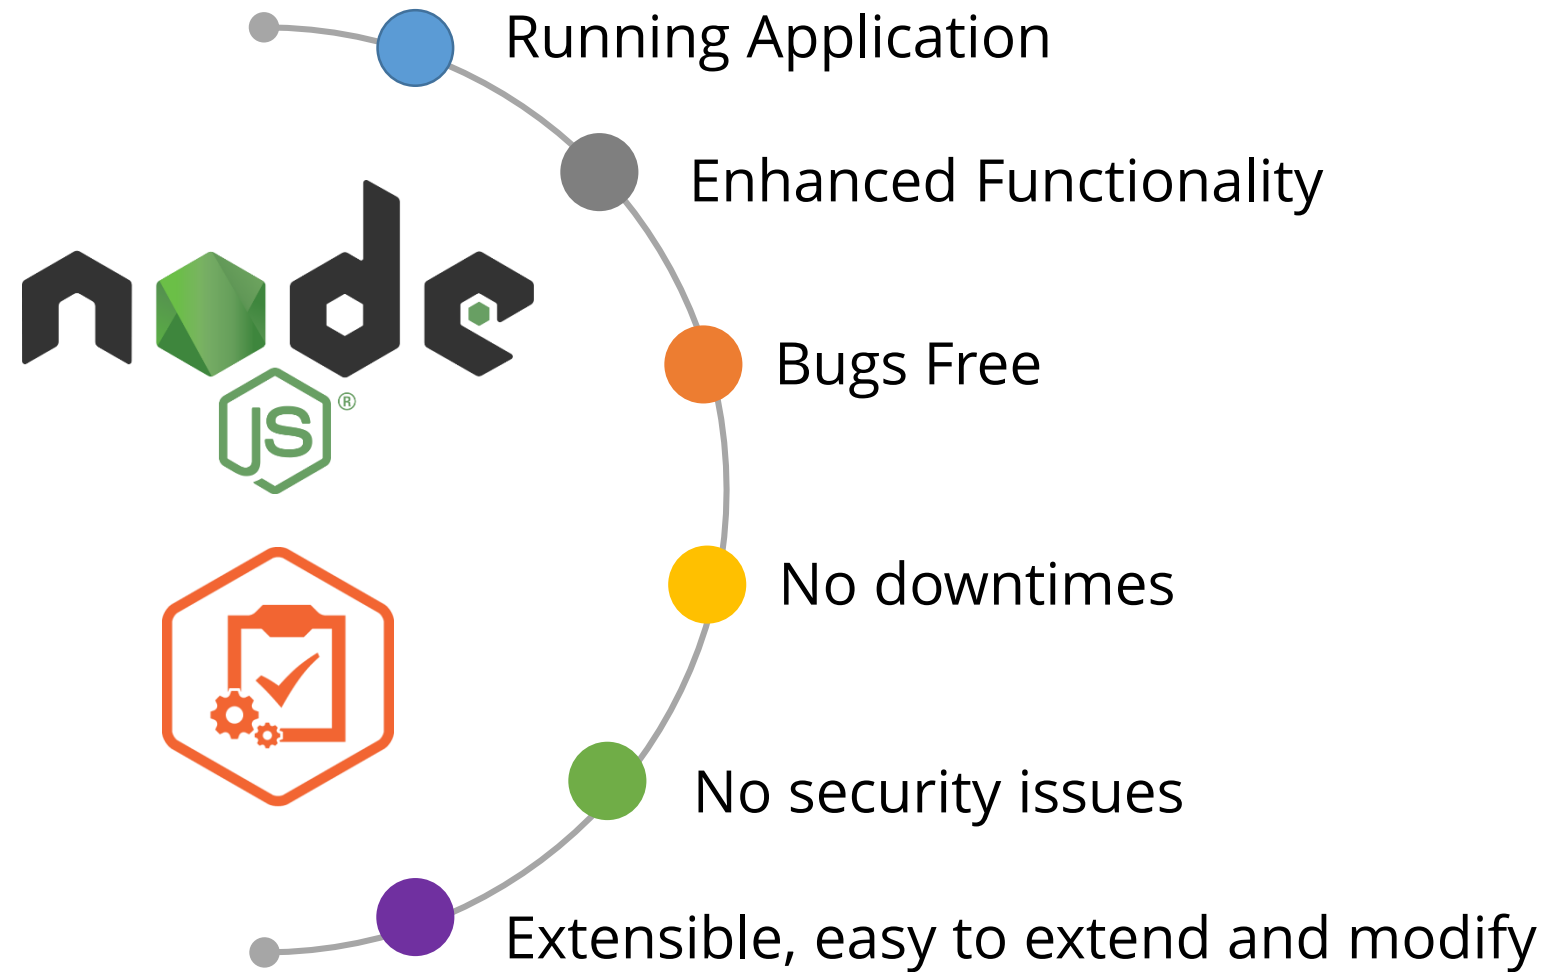 Running Application
Enhanced Functionality
node
JS®
Bugs Free
No downtimes
No security issues
Extensible, easy to extend and modify